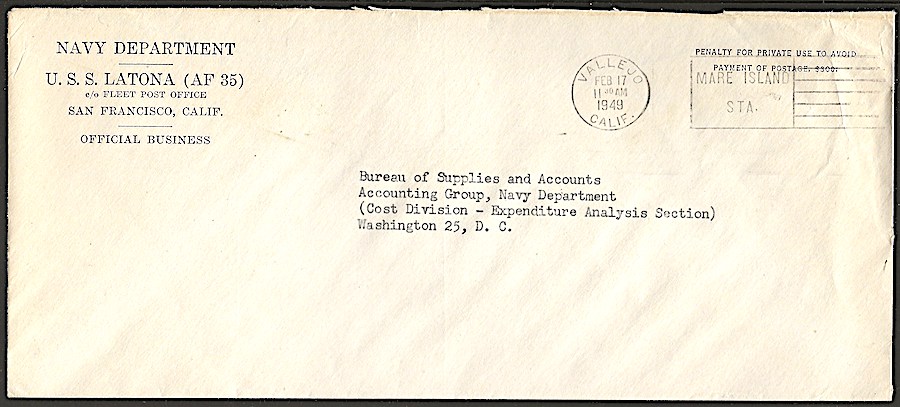 NAVY DEPARTMENT
U. S. S. LATONA (AF 35)
c/o FLEET POST OFFICE
SAN FRANCISCO, CALIF.
OFFICIAL BUSINESS
VALLEJO
FEB 17
11 30 AM
1949
CALIF.
PENALTY FOR PRIVATE USE TO AVOID
PAYMENT OF POSTAGE, $300.
MARE ISLAND
STA.
Bureau of Supplies and Accounts
Accounting Group, Navy Department
(Cost Division - Expenditure Analysis Section)
Washington 25, D. C.